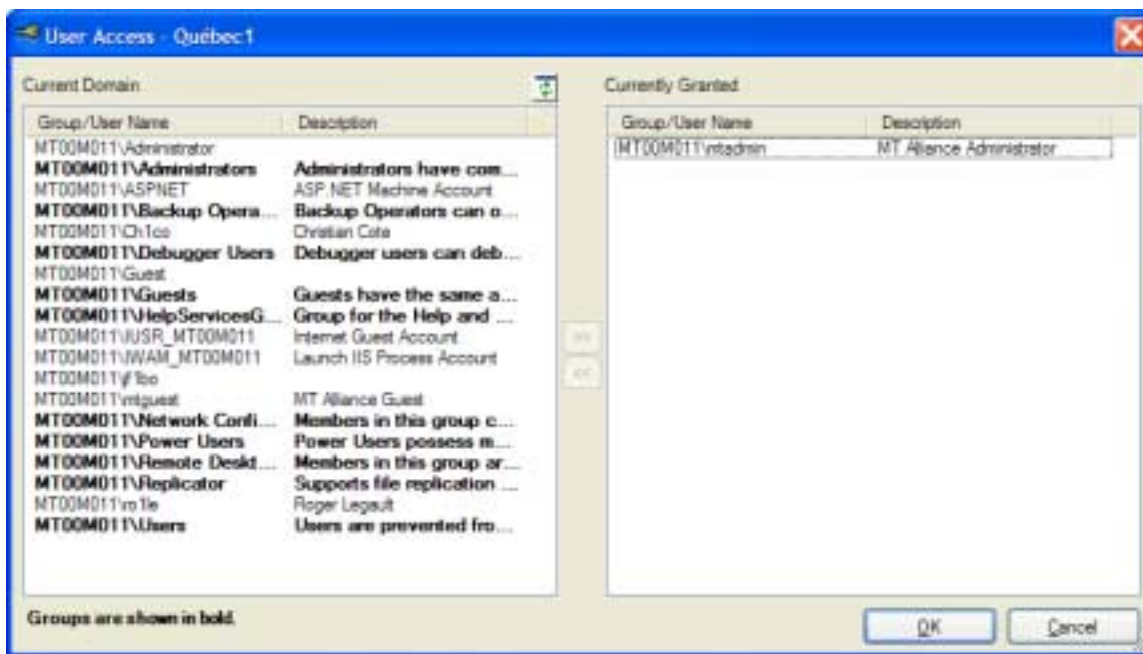 User Access - Québec1
Current Domain
Group/User Name Description
MT00M011\Administrator
MT00M011\Administrators Administrators have com...
MT00M011\ASPNET ASP.NET Machine Account
MT00M011\Backup Opera... Backup Operators can o...
MT00M011\Ch1co Christian Cote
MT00M011\Debugger Users Debugger users can deb...
MT00M011\Guest
MT00M011\Guests Guests have the same a...
MT00M011\HelpServicesG... Group for the Help and ...
MT00M011\IUSR_MT00M011 Internet Guest Account
MT00M011\IWAM_MT00M011 Launch IIS Process Account
MT00M011\mtguest MT Alliance Guest
MT00M011\Network Confi... Members in this group c...
MT00M011\Power Users Power Users possess m...
MT00M011\Remote Deskt... Members in this group ar...
MT00M011\Replicator Supports file replication ...
MT00M011\ro1le Roger Legault
MT00M011\Users Users are prevented fro...
Groups are shown in bold.
>>
<<
Currently Granted
Group/User Name Description
MT00M011\mtadmin MT Alliance Administrator
OK Cancel